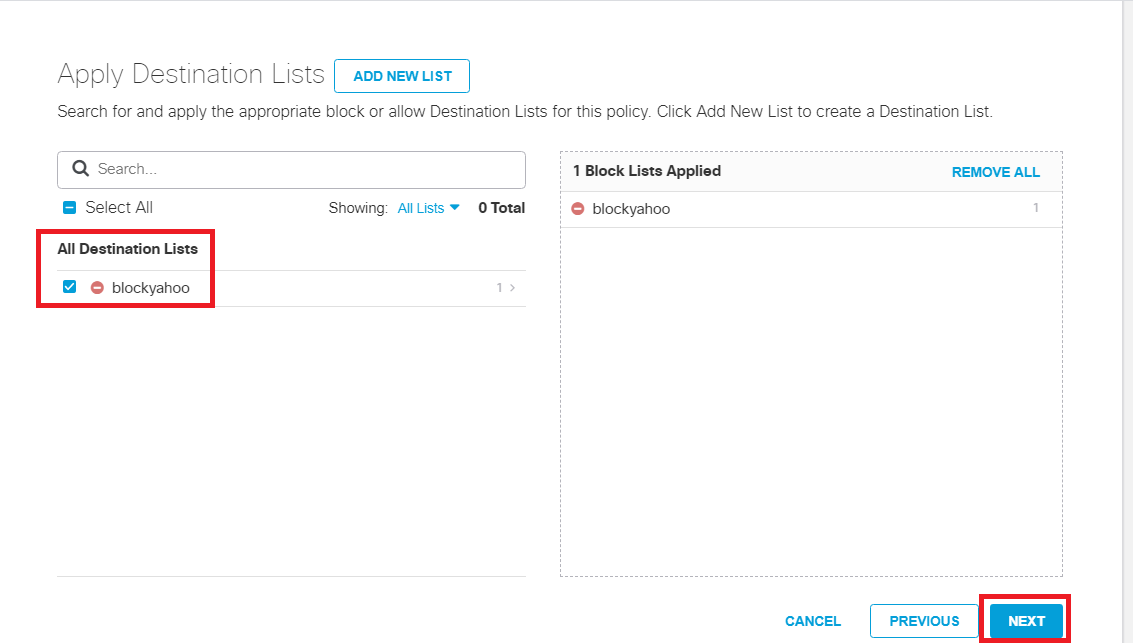 Apply Destination Lists ADD NEW LIST
Search for and apply the appropriate block or allow Destination Lists for this policy. Click Add New List to create a Destination List.
Search...
Select All Showing: All Lists 0 Total
All Destination Lists
blockyahoo 1 >
1 Block Lists Applied REMOVE ALL
blockyahoo 1
CANCEL PREVIOUS NEXT